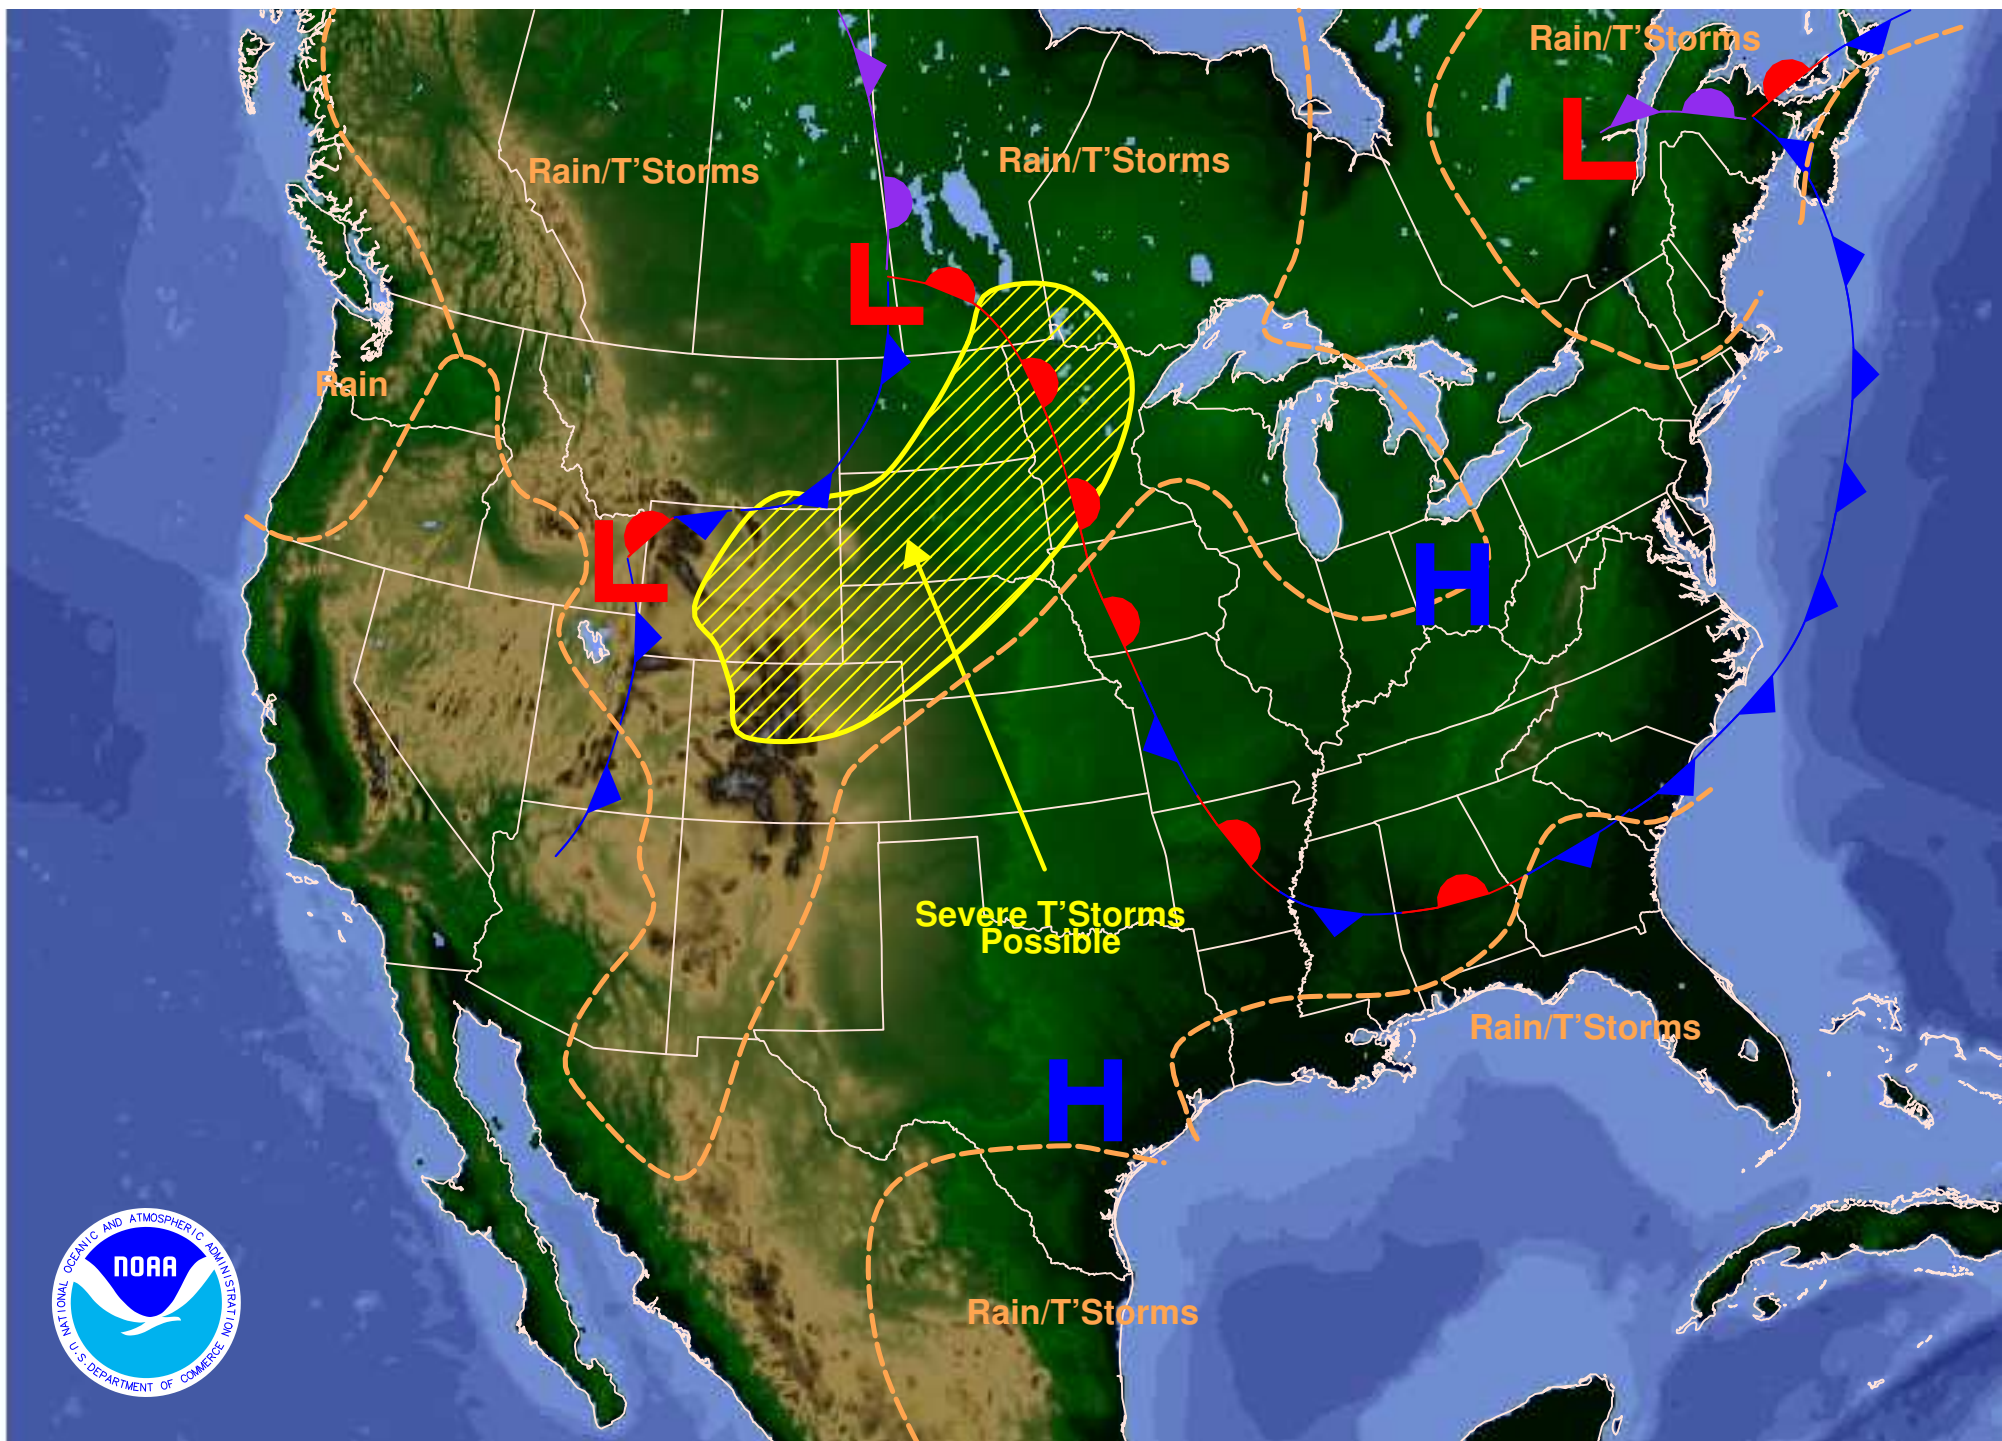 Rain/T'Storms
Rain/T'Storms
Rain/T'Storms
L
L
Rain
L
H
Severe T'Storms
Possible
Rain/T'Storms
H
Rain/T'Storms
NATIONAL OCEANIC AND ATMOSPHERIC ADMINISTRATION
NOAA
U.S. DEPARTMENT OF COMMERCE